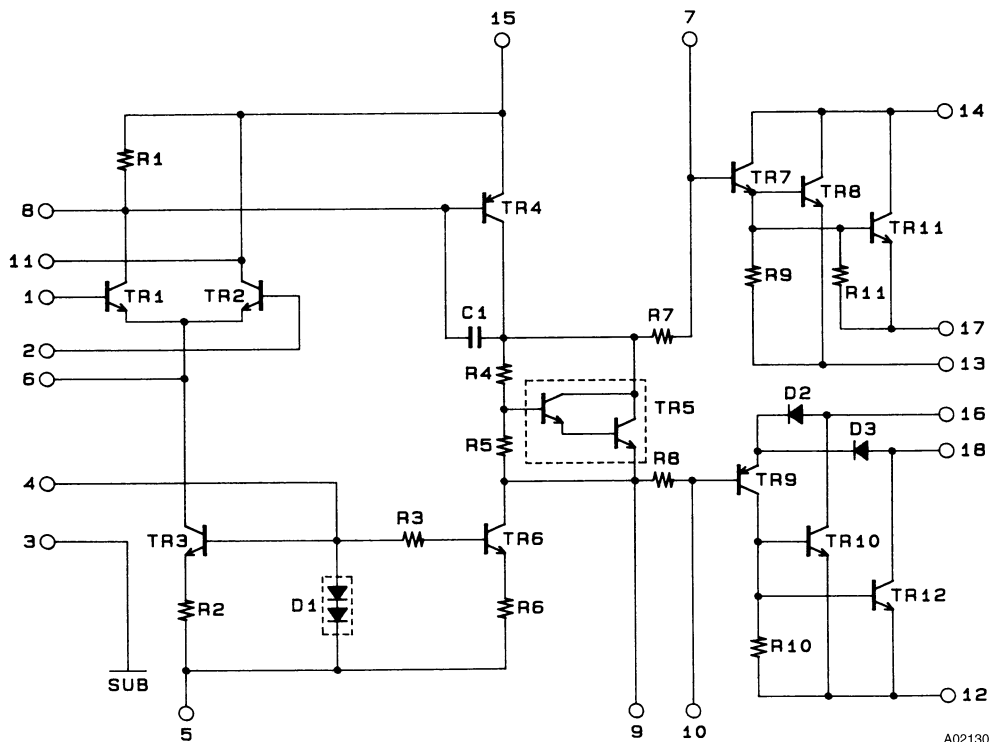 15
7
14
R1
TR7
TR8
8
TR4
TR11
11
R9
R11
1
TR1
TR2
C1
R7
17
2
13
6
R4
D2
TR5
16
D3
R5
R8
18
4
TR9
R3
3
TR3
TR6
TR10
D1
R2
R6
TR12
R10
SUB
12
5
9
10
A02130